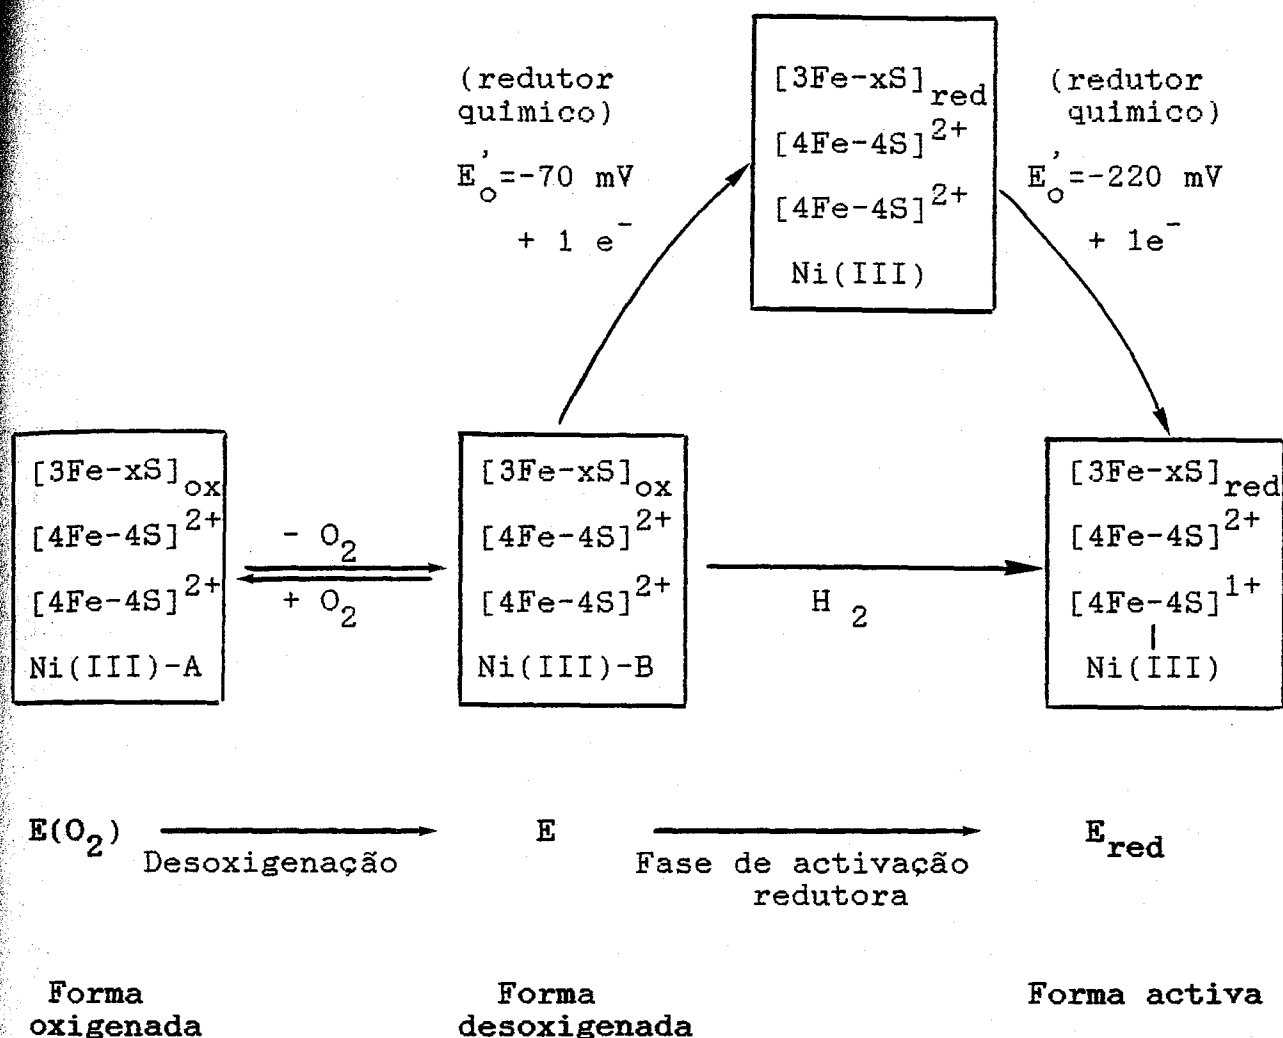 (redutor
químico)
E₀'=-70 mV
+ 1 e⁻
[3Fe-xS]red
[4Fe-4S]²⁺
[4Fe-4S]²⁺
Ni(III)
(redutor
químico)
E₀'=-220 mV
+ 1e⁻
[3Fe-xS]ox
[4Fe-4S]²⁺
[4Fe-4S]²⁺
Ni(III)-A
- O₂
+ O₂
[3Fe-xS]ox
[4Fe-4S]²⁺
[4Fe-4S]²⁺
Ni(III)-B
H ₂
[3Fe-xS]red
[4Fe-4S]²⁺
[4Fe-4S]¹⁺
Ni(III)
E(O₂)
Desoxigenação
E
Fase de activação
redutora
Ered
Forma
oxigenada
Forma
desoxigenada
Forma activa